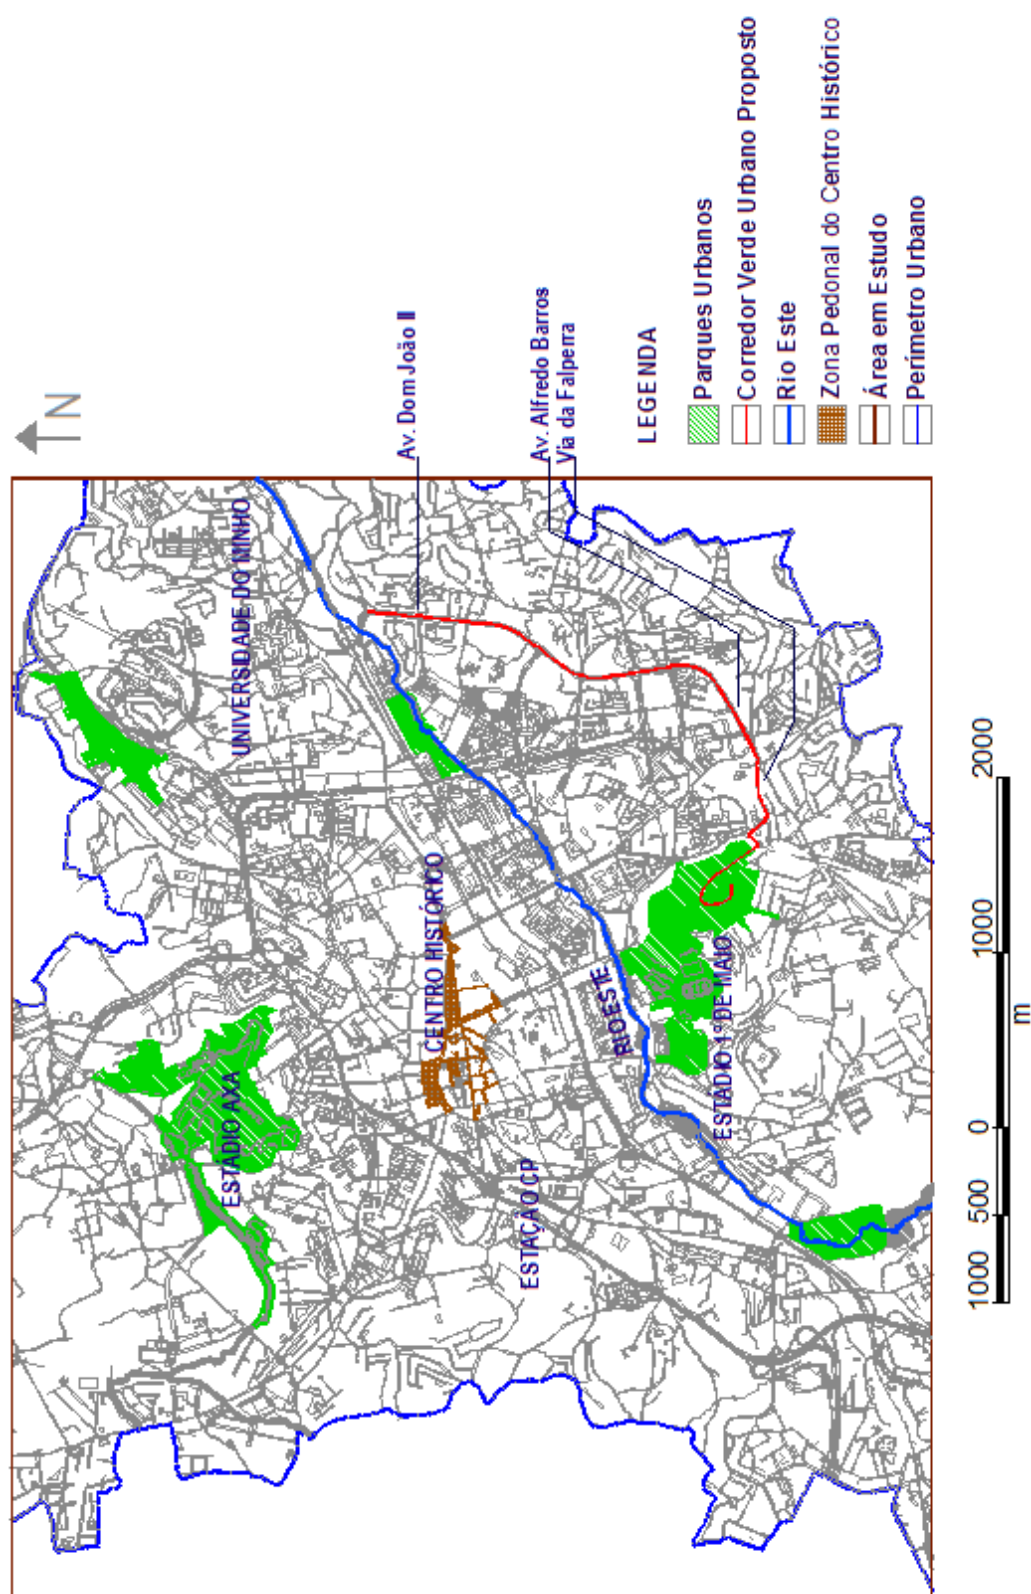 N
UNIVERSIDADE DO MINHO
ESTÁDIO AXA
CENTRO HISTÓRICO
ESTAÇÃO CP
RIO ESTE
ESTÁDIO 1º DE MAIO
Av. Dom João II
Av. Alfredo Barros
Via da Falperra
LEGENDA
Parques Urbanos
Corredor Verde Urbano Proposto
Rio Este
Zona Pedonal do Centro Histórico
Área em Estudo
Perímetro Urbano
1000 500 0 1000 2000
m